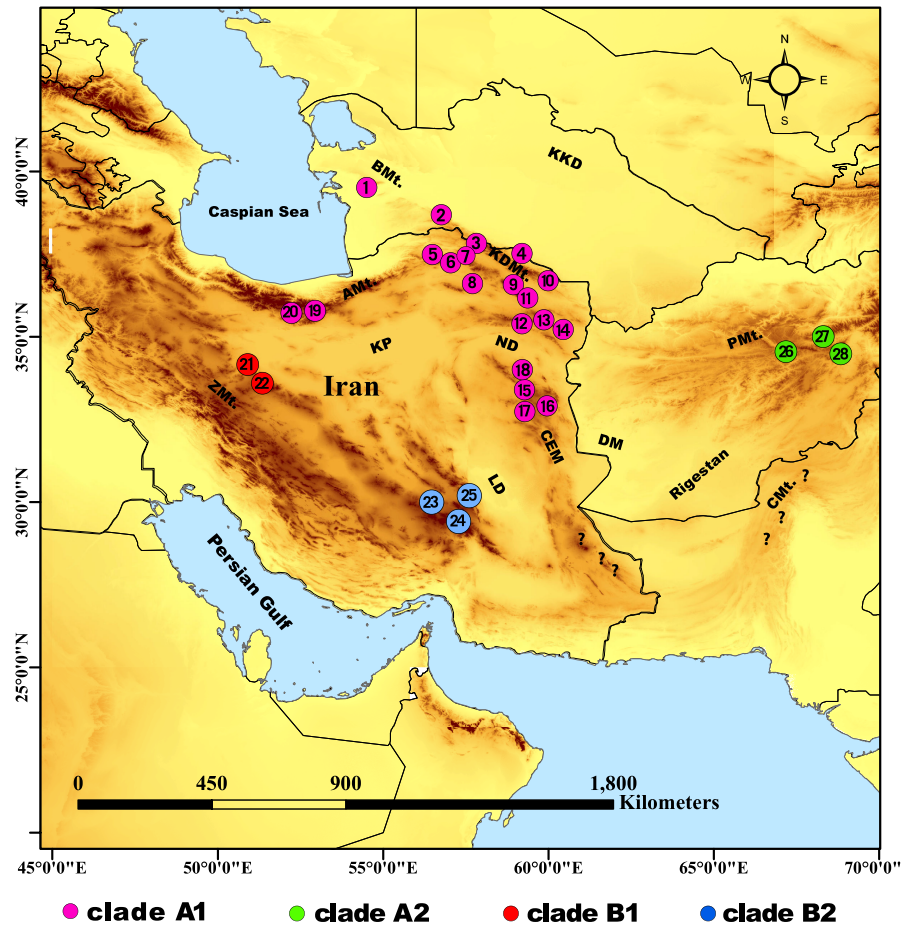 N
W
E
S
40°0'0"N
35°0'0"N
30°0'0"N
25°0'0"N
KKD
BMt.
1
Caspian Sea
2
3
4
5
7
6
KDMt.
10
8
9
11
AMt.
20
19
12
13
14
KP
ND
PMt.
27
26
28
21
22
18
15
16
17
Iran
ZMt.
CEM
DM
Rigestan
CMt.
?
?
?
LD
23
25
24
?
?
?
Persian Gulf
0
450
900
1,800
Kilometers
45°0'0"E
50°0'0"E
55°0'0"E
60°0'0"E
65°0'0"E
70°0'0"E
clade A1
clade A2
clade B1
clade B2